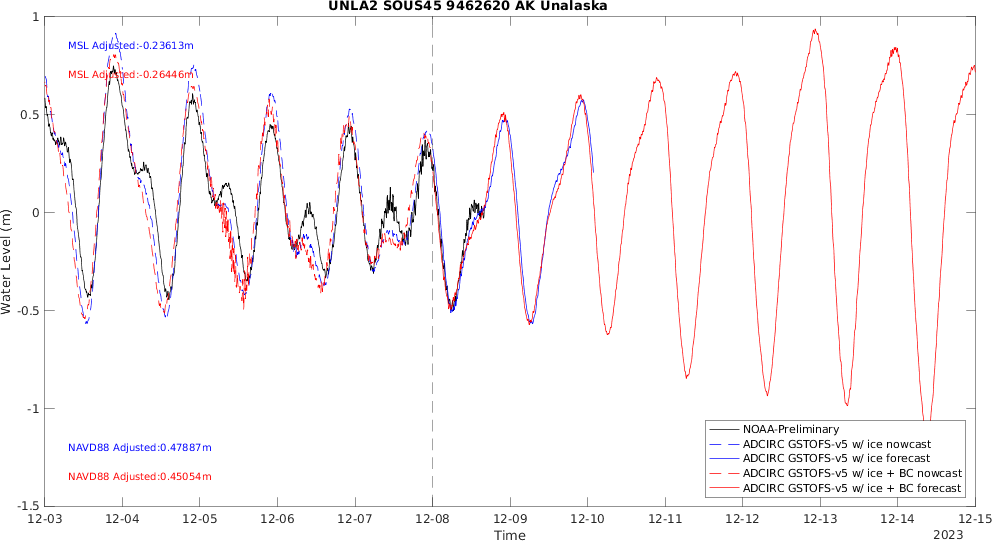 UNLA2 SOUS45 9462620 AK Unalaska
MSL Adjusted:-0.23613m
MSL Adjusted:-0.26446m
NAVD88 Adjusted:0.47887m
NAVD88 Adjusted:0.45054m
Water Level (m)
1
0.5
0
-0.5
-1
-1.5
NOAA-Preliminary
ADCIRC GSTOFS-v5 w/ ice nowcast
ADCIRC GSTOFS-v5 w/ ice forecast
ADCIRC GSTOFS-v5 w/ ice + BC nowcast
ADCIRC GSTOFS-v5 w/ ice + BC forecast
12-03 12-04 12-05 12-06 12-07 12-08 12-09 12-10 12-11 12-12 12-13 12-14 12-15
Time
2023